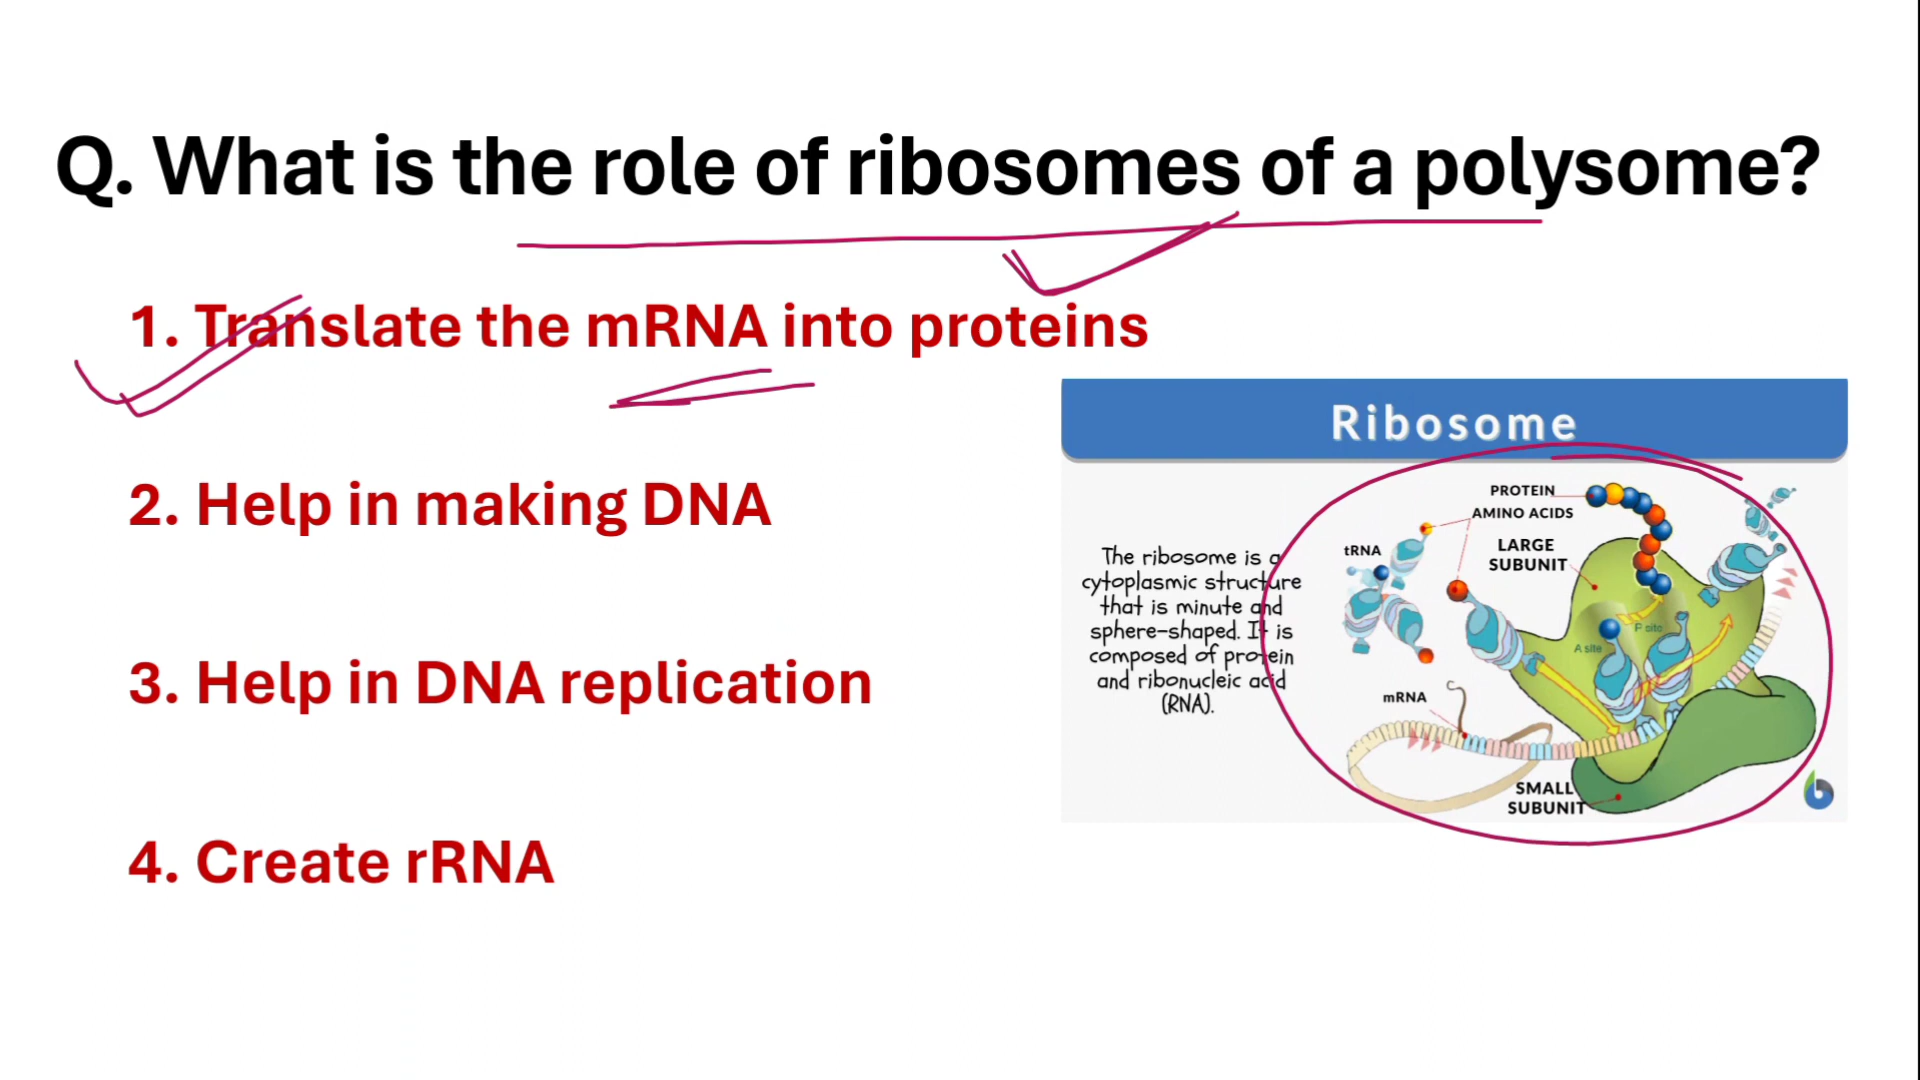 Q. What is the role of ribosomes of a polysome?
1. Translate the mRNA into proteins
2. Help in making DNA
3. Help in DNA replication
4. Create rRNA
Ribosome
The ribosome is a
cytoplasmic structure
that is minute and
sphere-shaped. It is
composed of protein
and ribonucleic acid
(RNA).
PROTEIN
AMINO ACIDS
tRNA
LARGE
SUBUNIT
P site
A site
mRNA
SMALL
SUBUNIT